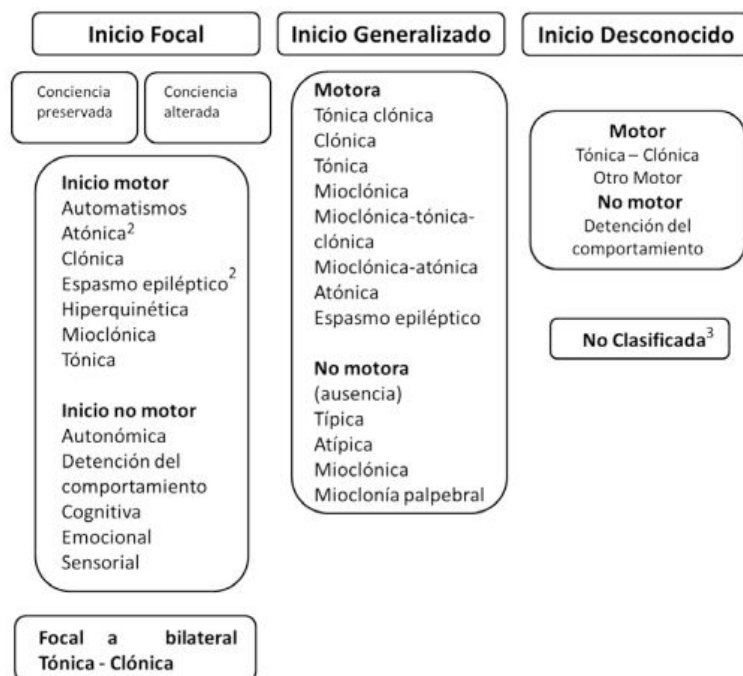 Inicio Focal
Conciencia
preservada
Conciencia
alterada
Inicio motor
Automatismos
Atónica²
Clónica
Espasmo epiléptico²
Hiperquinética
Mioclónica
Tónica
Inicio no motor
Autonómica
Detención del
comportamiento
Cognitiva
Emocional
Sensorial
Focal a bilateral
Tónica - Clónica
Inicio Generalizado
Motora
Tónica clónica
Clónica
Tónica
Mioclónica
Mioclónica-tónica-
clónica
Mioclónica-atónica
Atónica
Espasmo epiléptico
No motora
(ausencia)
Típica
Atípica
Mioclónica
Mioclonía palpebral
Inicio Desconocido
Motor
Tónica – Clónica
Otro Motor
No motor
Detención del
comportamiento
No Clasificada³